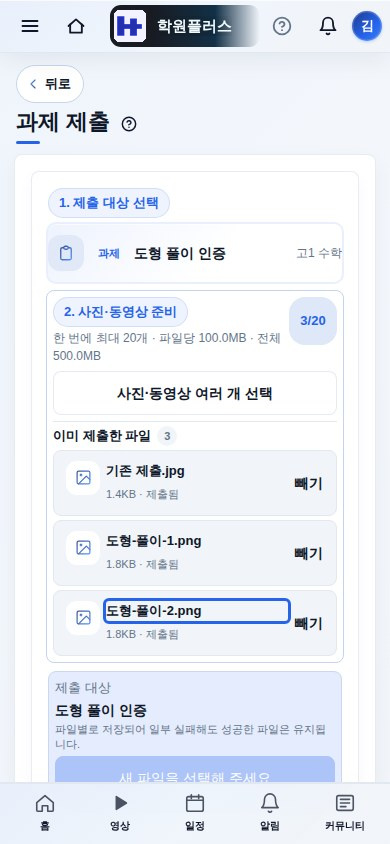 학원플러스
김
뒤로
과제 제출
1. 제출 대상 선택
과제 도형 풀이 인증 고1 수학
2. 사진·동영상 준비
3/20
한 번에 최대 20개 · 파일당 100.0MB · 전체
500.0MB
사진·동영상 여러 개 선택
이미 제출한 파일 3
기존 제출.jpg
1.4KB · 제출됨
빼기
도형-풀이-1.png
1.8KB · 제출됨
빼기
도형-풀이-2.png
1.8KB · 제출됨
빼기
제출 대상
도형 풀이 인증
파일별로 저장되어 일부 실패해도 성공한 파일은 유지됩
니다.
새 파일을 선택해 주세요
홈 영상 일정 알림 커뮤니티